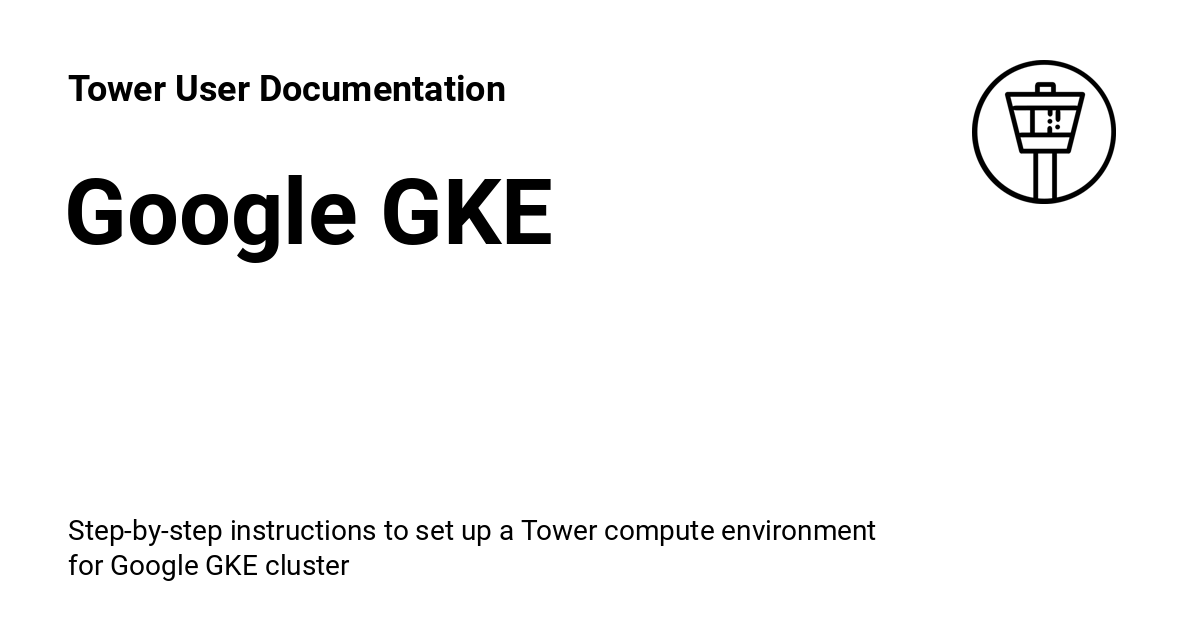 Tower User Documentation
Google GKE
Step-by-step instructions to set up a Tower compute environment
for Google GKE cluster